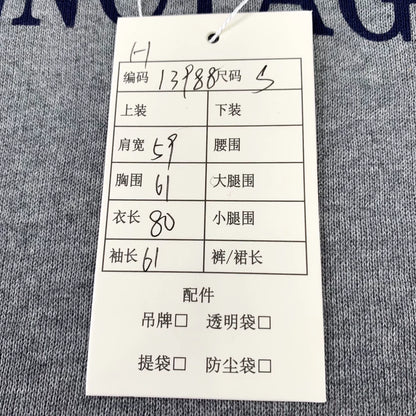 NOTAG
H
编码 13988 尺码 S
上装 下装
肩宽 59 腰围
胸围 61 大腿围
衣长 80 小腿围
袖长 61 裤/裙长
配件
吊牌□ 透明袋□
提袋□ 防尘袋□